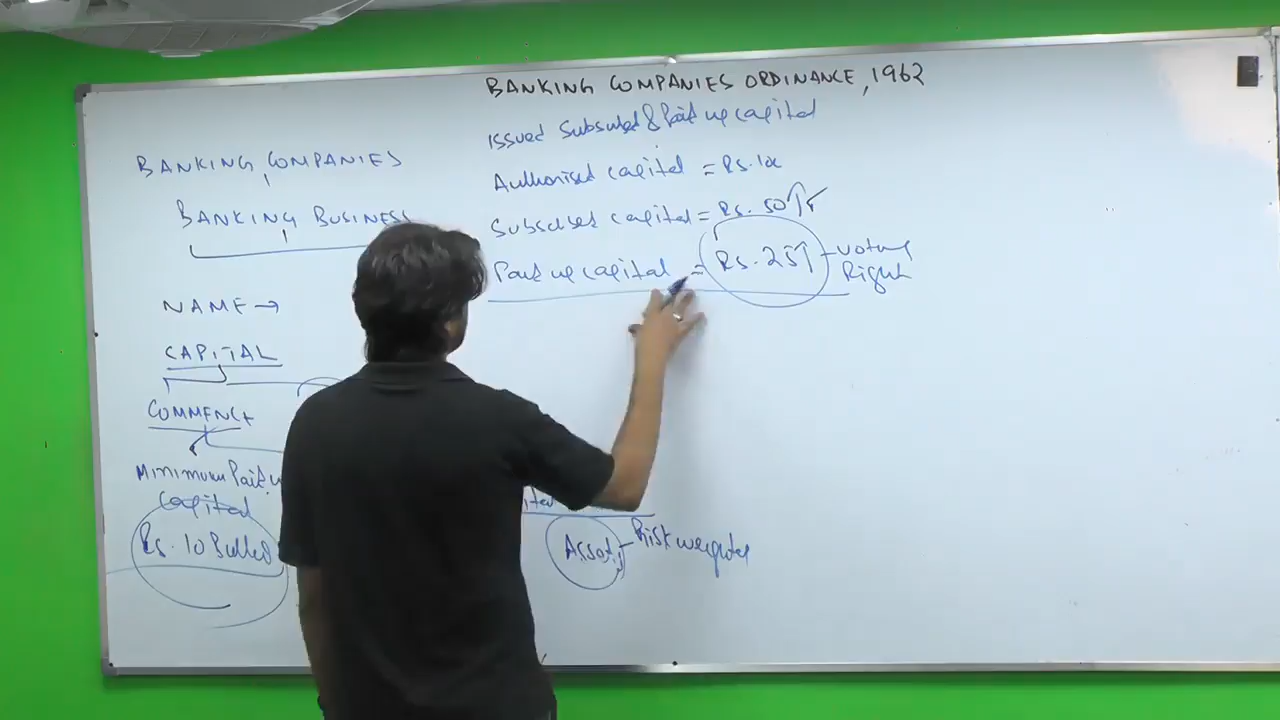 BANKING COMPANIES ORDINANCE, 1962
Issued Subscribed & Paid up capital
Authorised capital = Rs. 100
Subscribed capital = Rs. 50
Paid up capital = Rs. 25 voting
Right
BANKING COMPANIES
BANKING BUSINESS
NAME →
CAPITAL
COMMENCE
MINIMUM Paid up
Capital
Rs. 10 Billion
Assets Risk weighted